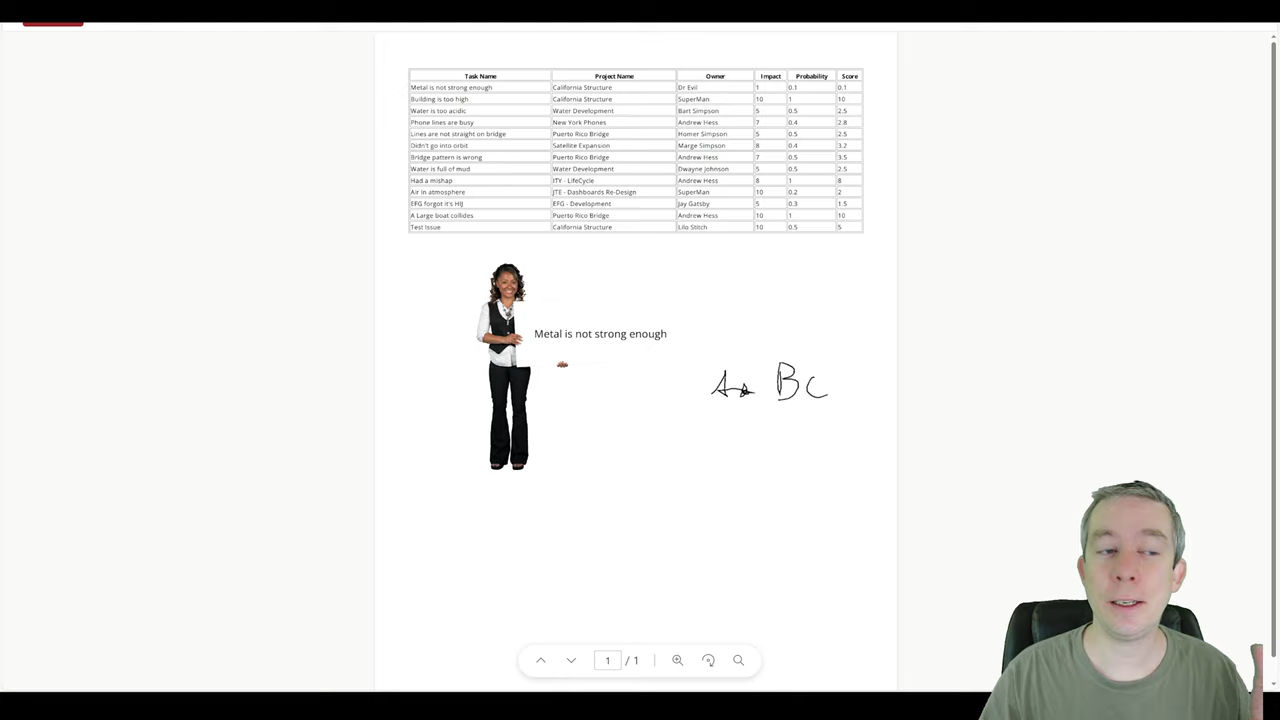 Task Name Project Name Owner Impact Probability Score
Metal is not strong enough California Structure Dr Evil 1 0.1 0.1
Building is too high California Structure SuperMan 10 1 10
Water is too acidic Water Development Bart Simpson 5 0.5 2.5
Phone lines are busy New York Phones Andrew Hess 7 0.4 2.8
Lines are not straight on bridge Puerto Rico Bridge Homer Simpson 5 0.5 2.5
Didn't go into orbit Satellite Expansion Marge Simpson 8 0.4 3.2
Bridge pattern is wrong Puerto Rico Bridge Andrew Hess 7 0.5 3.5
Water is full of mud Water Development Dwayne Johnson 5 0.5 2.5
Had a mishap ITY - LifeCycle Andrew Hess 8 1 8
Air in atmosphere JTE - Dashboards Re-Design SuperMan 10 0.2 2
EFG forgot it's HIJ EFG - Development Jay Gatsby 5 0.3 1.5
A Large boat collides Puerto Rico Bridge Andrew Hess 10 1 10
Test Issue California Structure Lilo Stitch 10 0.5 5
Metal is not strong enough
BC
1 / 1